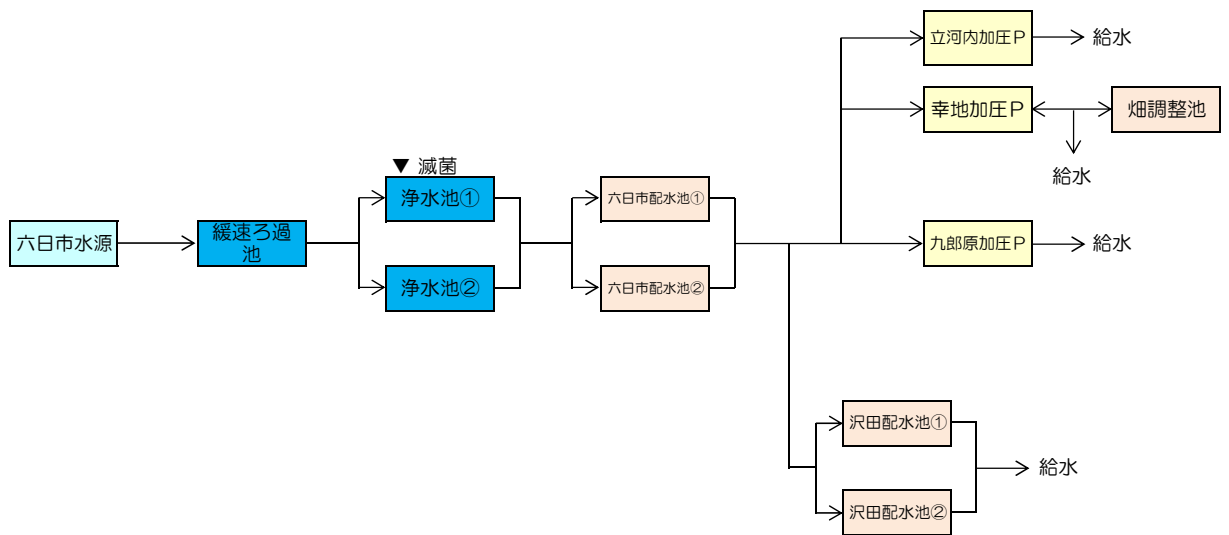 立河内加圧P
給水
幸地加圧P
畑調整池
給水
▼ 滅菌
浄水池①
六日市配水池①
六日市水源
緩速ろ過
池
九郎原加圧P
給水
浄水池②
六日市配水池②
沢田配水池①
給水
沢田配水池②